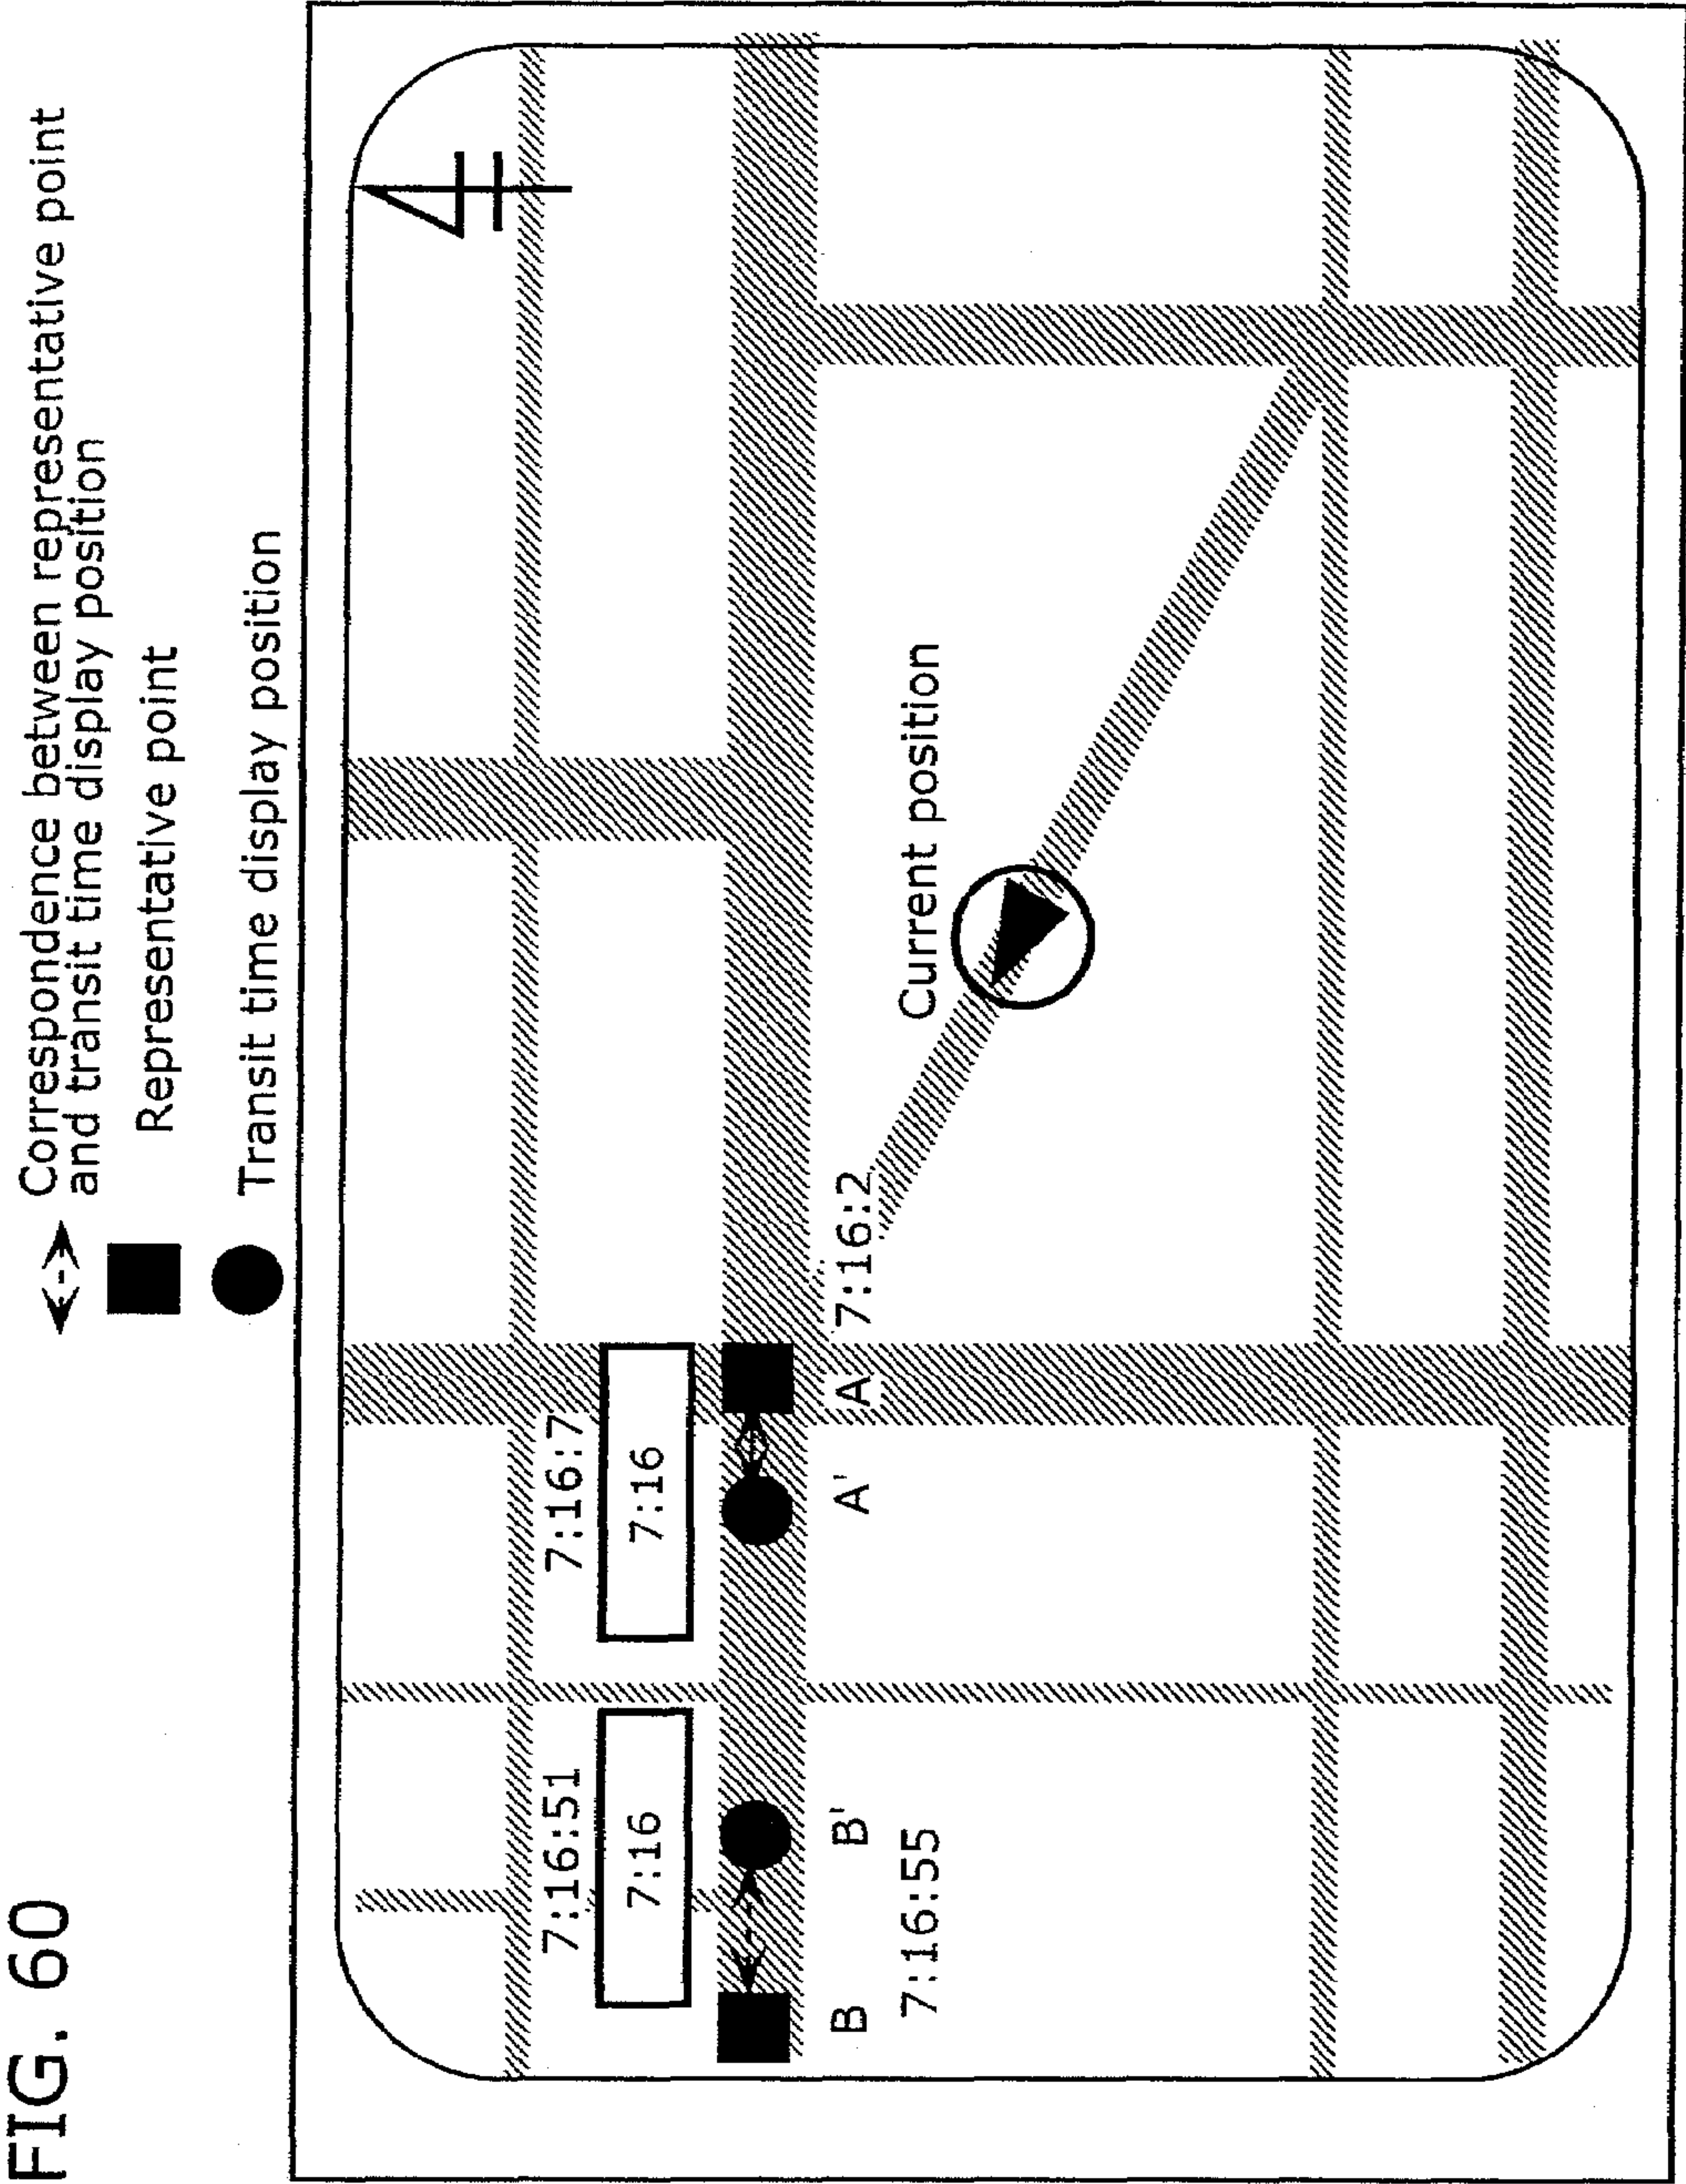 FIG. 60
Correspondence between representative point
and transit time display position
Representative point
Transit time display position
7:16:51
7:16:7
7:16
7:16
B
B'
A'
A
7:16:2
7:16:55
Current position